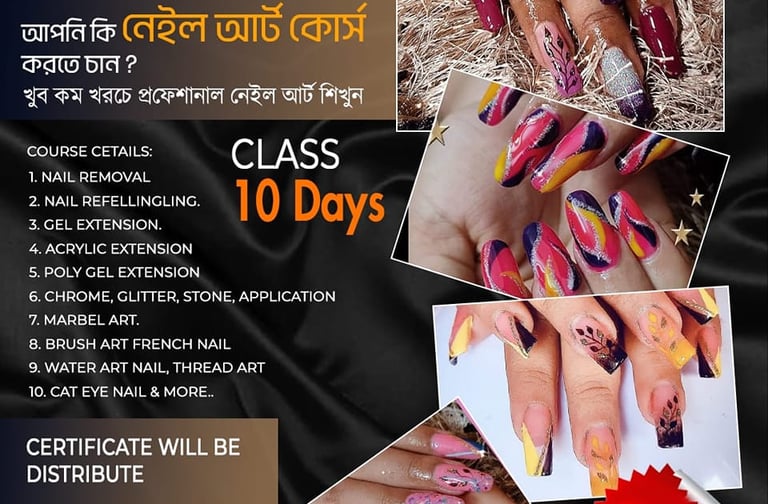 আপনি কি নেইল আর্ট কোর্স
করতে চান ?
খুব কম খরচে প্রফেশানাল নেইল আর্ট শিখুন
COURSE CETAILS:
1. NAIL REMOVAL
2. NAIL REFELLINGLING.
3. GEL EXTENSION.
4. ACRYLIC EXTENSION
5. POLY GEL EXTENSION
6. CHROME, GLITTER, STONE, APPLICATION
7. MARBEL ART.
8. BRUSH ART FRENCH NAIL
9. WATER ART NAIL, THREAD ART
10. CAT EYE NAIL & MORE..
CLASS
10 Days
CERTIFICATE WILL BE
DISTRIBUTE